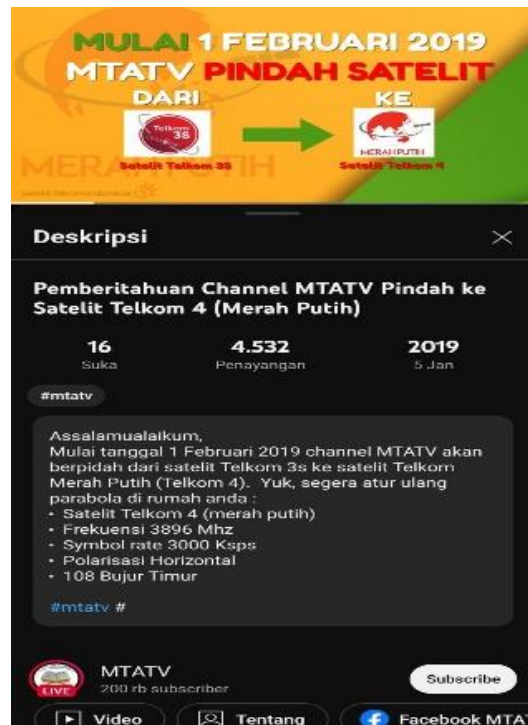 MULAI 1 FEBRUARI 2019
MTATV PINDAH SATELIT
DARI KE
Telkom
3S
MERAH PUTIH
Satelit Telkom 3S Satelit Telkom 4
Deskripsi
Pemberitahuan Channel MTATV Pindah ke
Satelit Telkom 4 (Merah Putih)
16 4.532 2019
Suka Penayangan 5 Jan
#mtatv
Assalamualaikum,
Mulai tanggal 1 Februari 2019 channel MTATV akan
berpidah dari satelit Telkom 3s ke satelit Telkom
Merah Putih (Telkom 4). Yuk, segera atur ulang
parabola di rumah anda :
• Satelit Telkom 4 (merah putih)
• Frekuensi 3896 Mhz
• Symbol rate 3000 Ksps
• Polarisasi Horizontal
• 108 Bujur Timur
#mtatv #
MTATV
200 rb subscriber
LIVE
Subscribe
Video Tentang Facebook MTA